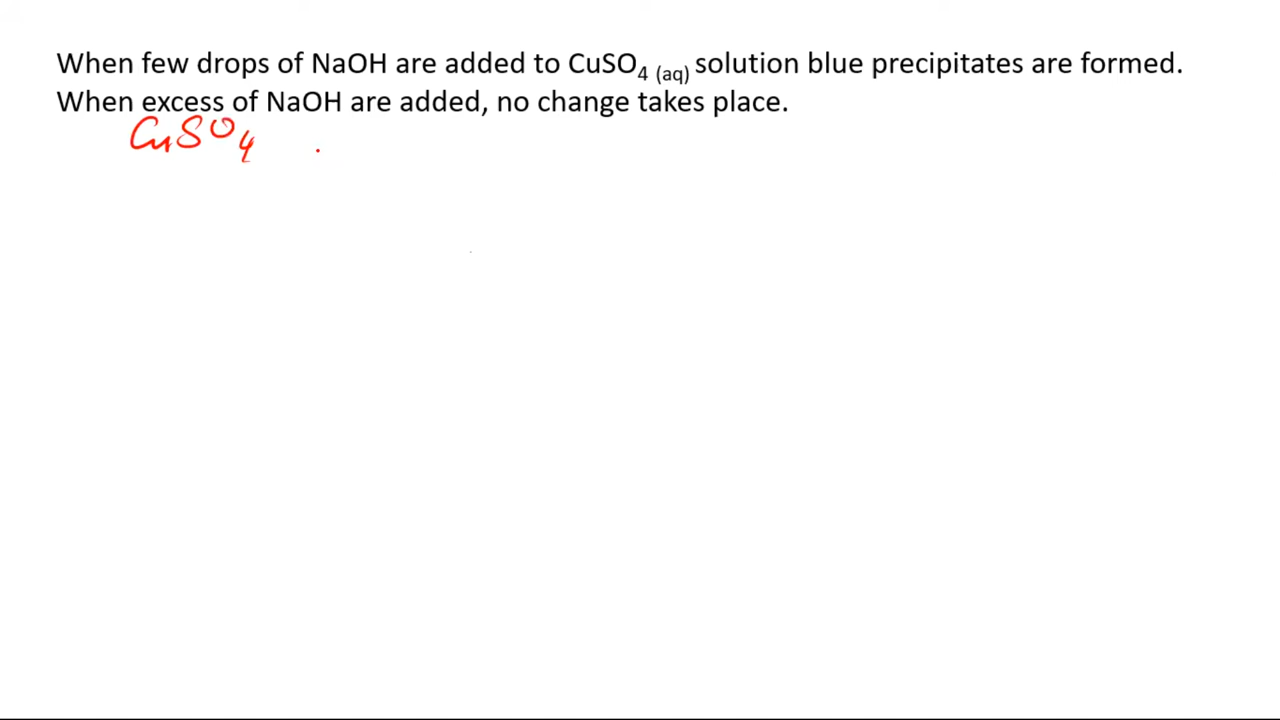 When few drops of NaOH are added to CuSO4 (aq) solution blue precipitates are formed.
When excess of NaOH are added, no change takes place.
CuSO4